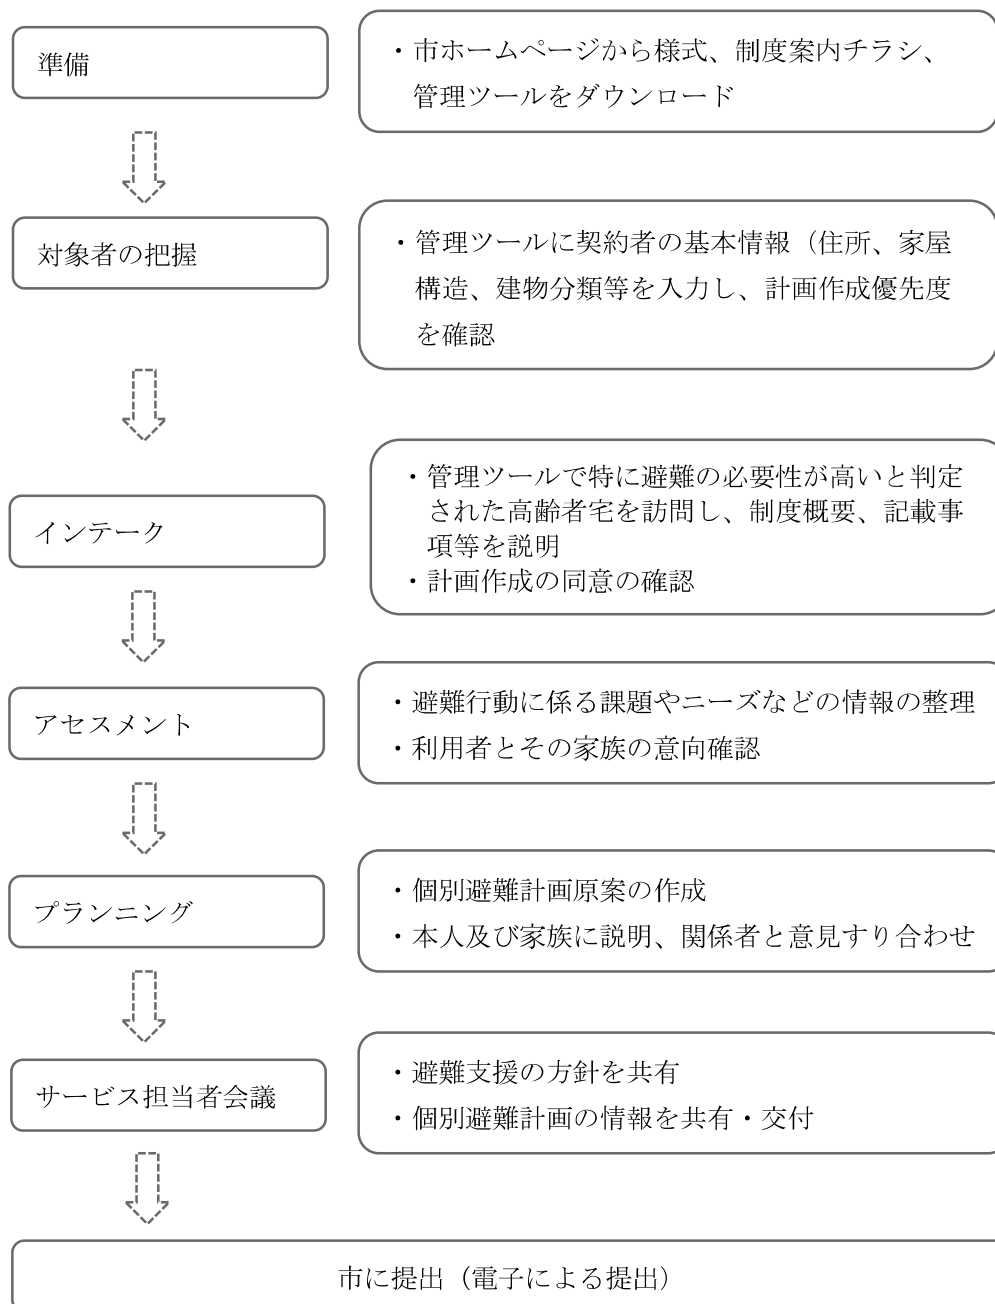 準備
・市ホームページから様式、制度案内チラシ、
管理ツールをダウンロード
対象者の把握
・管理ツールに契約者の基本情報（住所、家屋
構造、建物分類等を入力し、計画作成優先度
を確認
インテーク
・管理ツールで特に避難の必要性が高いと判定
された高齢者宅を訪問し、制度概要、記載事
項等を説明
・計画作成の同意の確認
アセスメント
・避難行動に係る課題やニーズなどの情報の整理
・利用者とその家族の意向確認
プランニング
・個別避難計画原案の作成
・本人及び家族に説明、関係者と意見すり合わせ
サービス担当者会議
・避難支援の方針を共有
・個別避難計画の情報を共有・交付
市に提出（電子による提出）